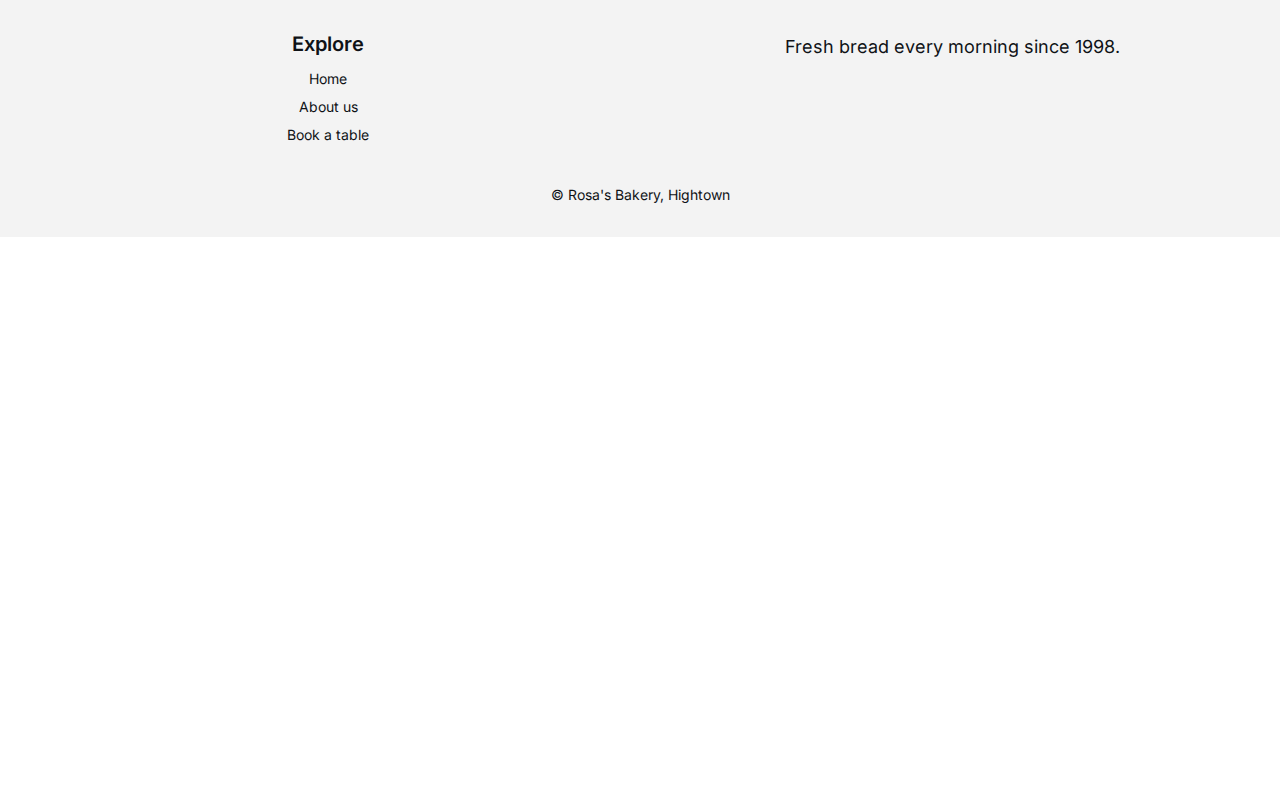 Explore
Home
About us
Book a table
Fresh bread every morning since 1998.
© Rosa's Bakery, Hightown